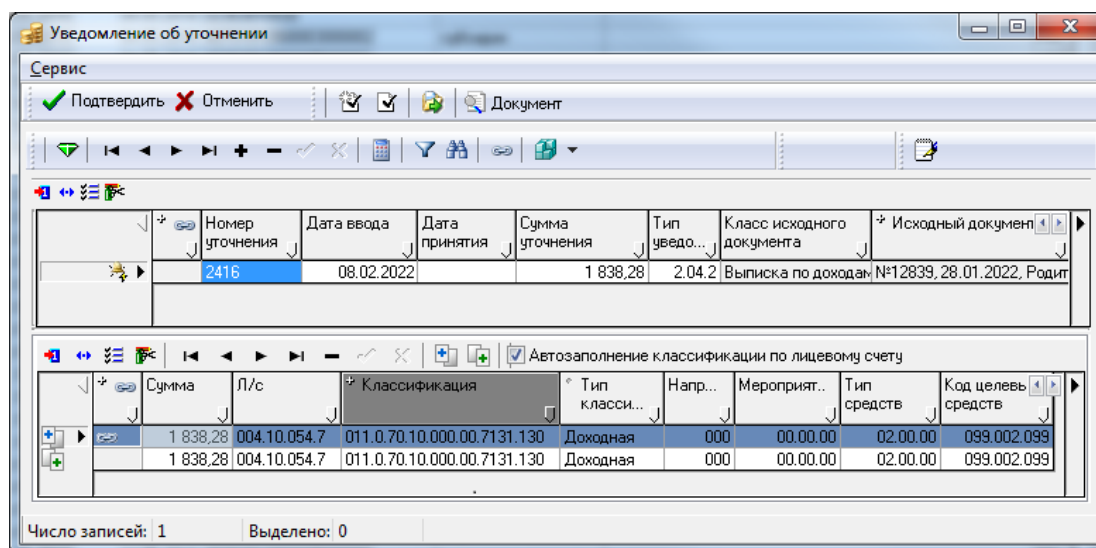 Уведомление об уточнении
Сервис
Подтвердить Отменить Документ
Номер уточнения Дата ввода Дата принятия Сумма уточнения Тип уведо... Класс исходного документа Исходный документ
2416 08.02.2022 1 838,28 2.04.2 Выписка по доходам №12839, 28.01.2022, Родит
Автозаполнение классификации по лицевому счету
Сумма Л/с Классификация Тип класси... Напр... Мероприят.. Тип средств Код целевь средств
1 838,28 004.10.054.7 011.0.70.10.000.00.7131.130 Доходная 000 00.00.00 02.00.00 099.002.099
1 838,28 004.10.054.7 011.0.70.10.000.00.7131.130 Доходная 000 00.00.00 02.00.00 099.002.099
Число записей: 1 Выделено: 0